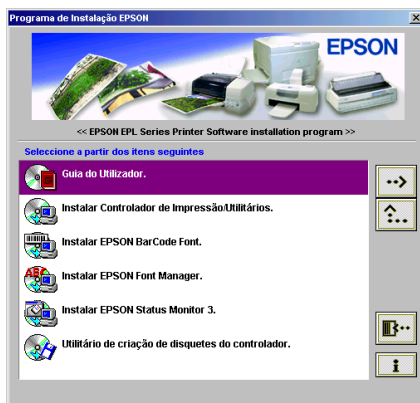 Programa de Instalação EPSON
EPSON
<< EPSON EPL Series Printer Software installation program >>
Seleccione a partir dos itens seguintes
Guia do Utilizador.
Instalar Controlador de Impressão/Utilitários.
Instalar EPSON BarCode Font.
Instalar EPSON Font Manager.
Instalar EPSON Status Monitor 3.
Utilitário de criação de disquetes do controlador.